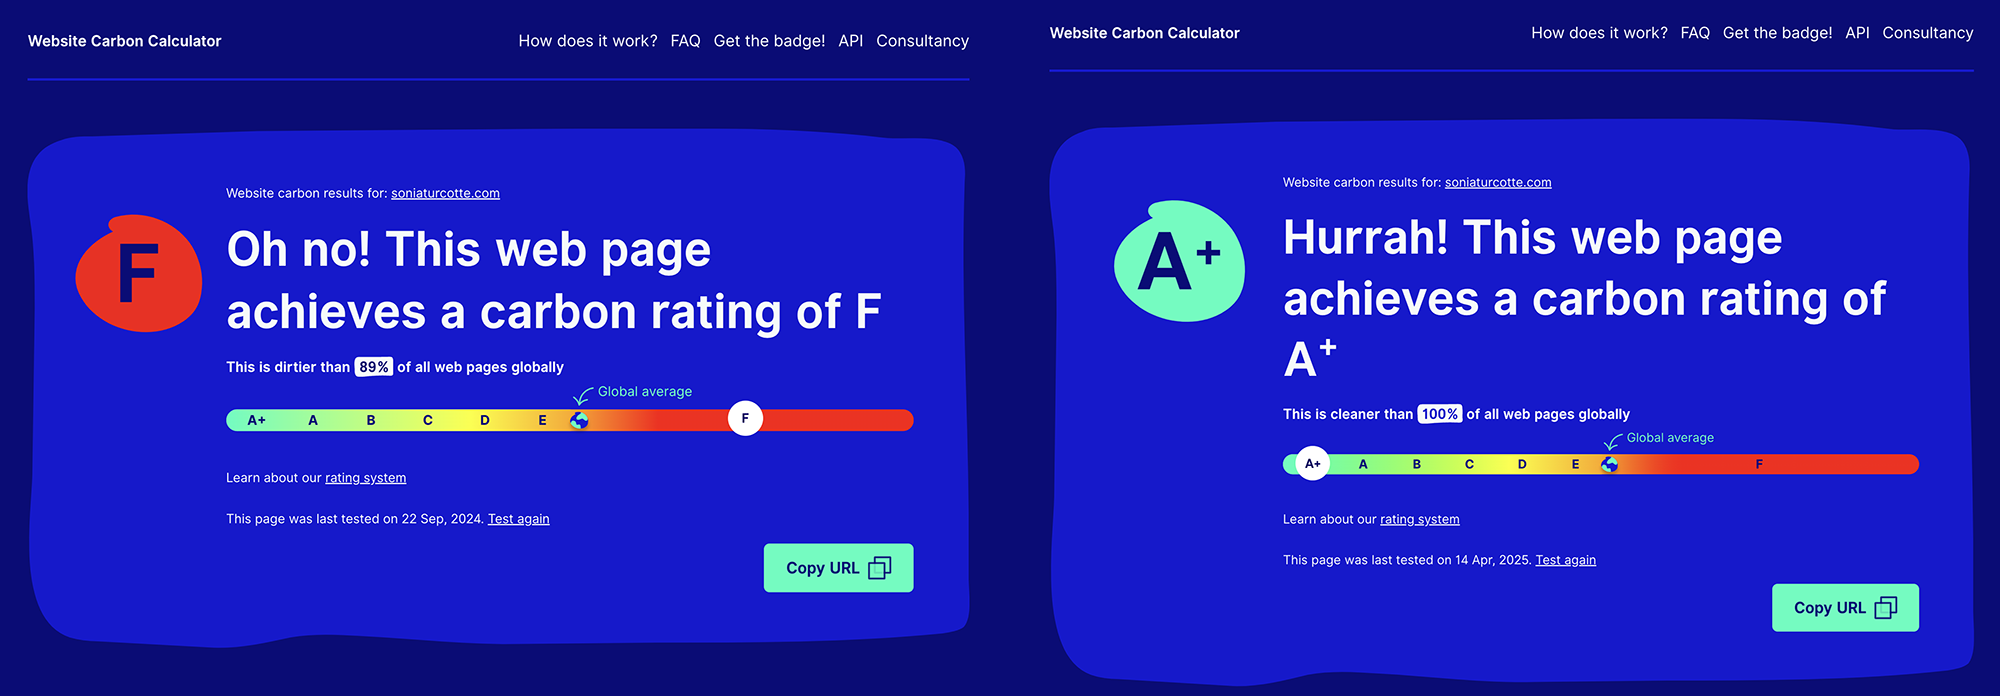 Website Carbon Calculator
How does it work? FAQ Get the badge! API Consultancy
F
Website carbon results for: soniaturcotte.com
Oh no! This web page
achieves a carbon rating of F
This is dirtier than 89% of all web pages globally
Global average
A+ A B C D E F
Learn about our rating system
This page was last tested on 22 Sep, 2024. Test again
Copy URL
Website Carbon Calculator
How does it work? FAQ Get the badge! API Consultancy
A+
Website carbon results for: soniaturcotte.com
Hurrah! This web page
achieves a carbon rating of
A+
This is cleaner than 100% of all web pages globally
Global average
A+ A B C D E F
Learn about our rating system
This page was last tested on 14 Apr, 2025. Test again
Copy URL